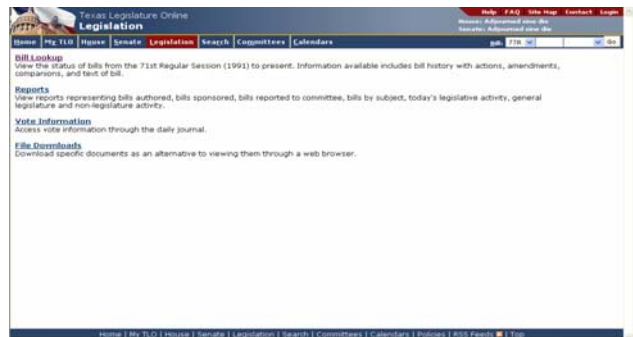 Texas Legislature Online
Legislation
Help FAQ Site Map Contact Login
House: Adjourned sine die
Senate: Adjourned sine die
Home My TLO House Senate Legislation Search Committees Calendars Bill: 77R Go
Bill Lookup
View the status of bills from the 71st Regular Session (1991) to present. Information available includes bill history with actions, amendments,
comparisons, and text of bill.
Reports
View reports representing bills authored, bills sponsored, bills reported to committee, bills by subject, today's legislative activity, general
legislature and non-legislature activity.
Vote Information
Access vote information through the daily journal.
File Downloads
Download specific documents as an alternative to viewing them through a web browser.
Home | My TLO | House | Senate | Legislation | Search | Committees | Calendars | Policies | RSS Feeds | Top